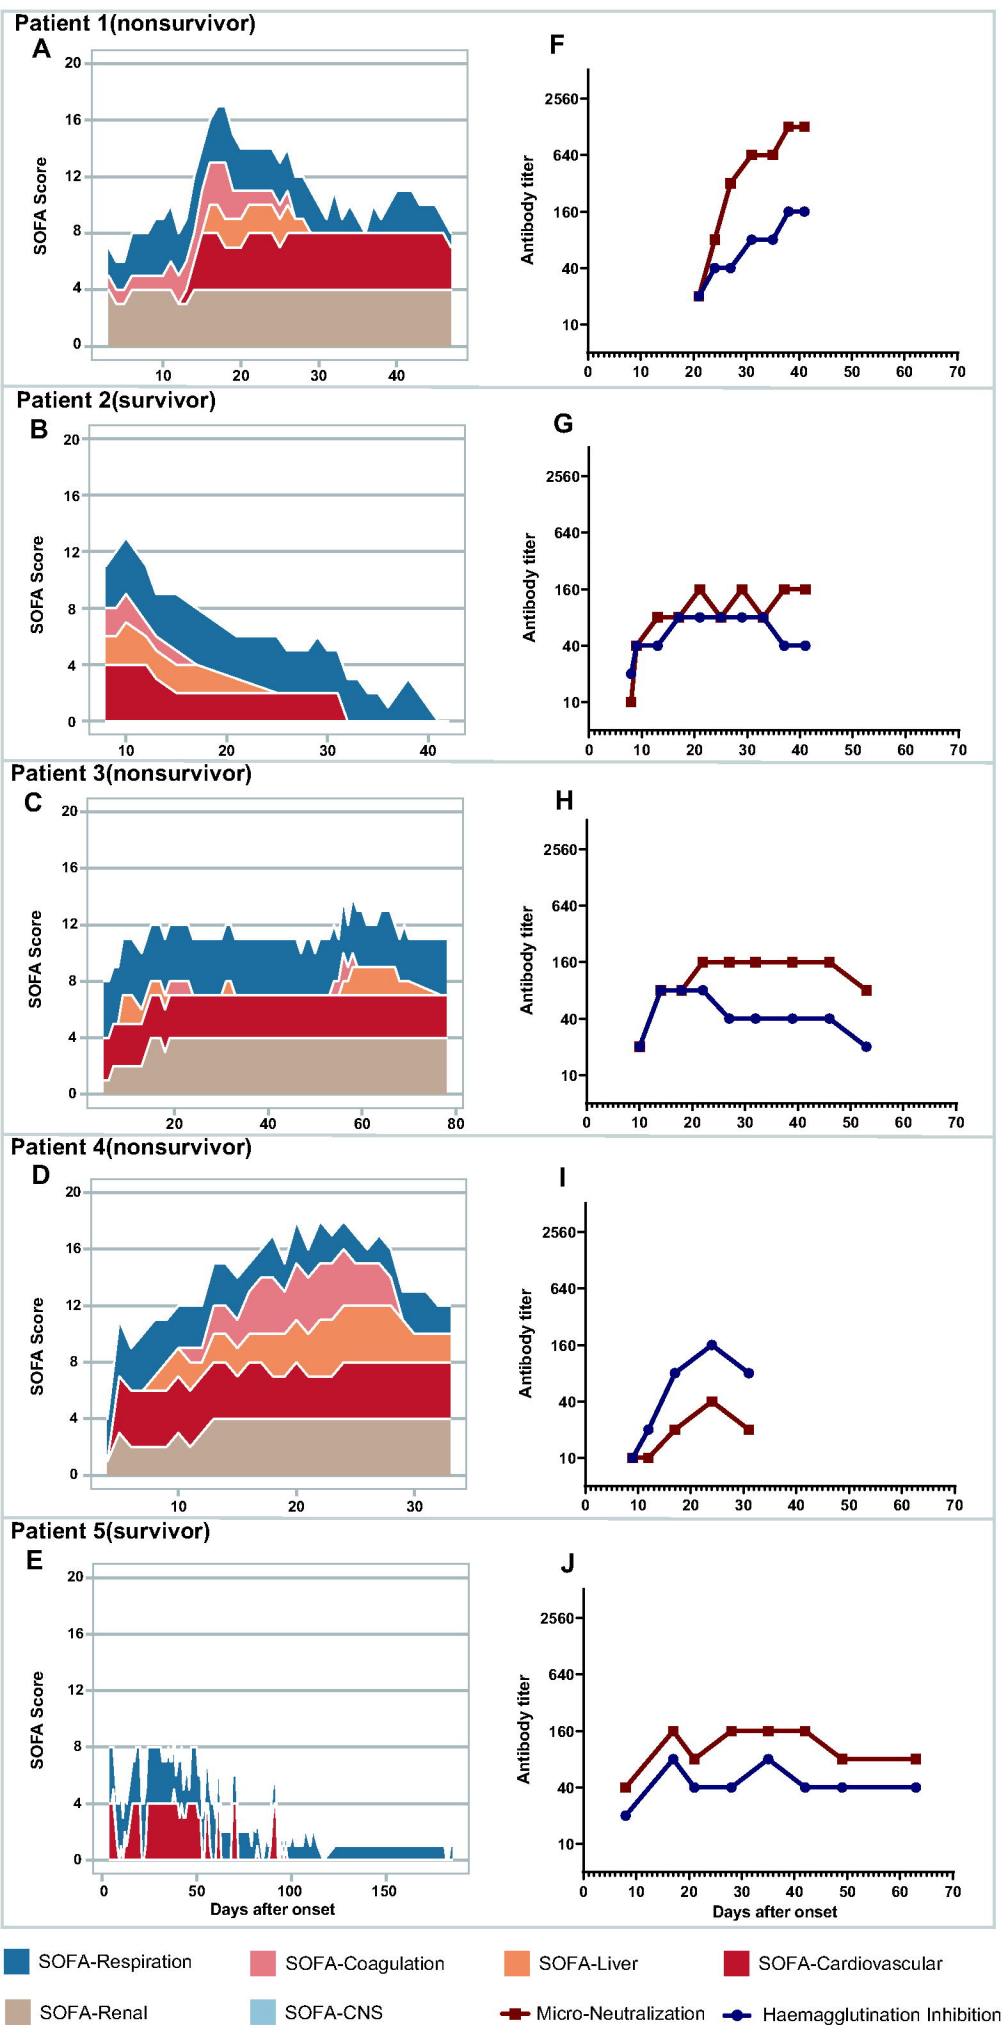 Patient 1(nonsurvivor)
A
F
20
16
12
8
4
0
SOFA Score
10 20 30 40
2560
640
160
40
10
Antibody titer
0 10 20 30 40 50 60 70
Patient 2(survivor)
B
G
20
16
12
8
4
0
SOFA Score
10 20 30 40
2560
640
160
40
10
Antibody titer
0 10 20 30 40 50 60 70
Patient 3(nonsurvivor)
C
H
20
16
12
8
4
0
SOFA Score
20 40 60 80
2560
640
160
40
10
Antibody titer
0 10 20 30 40 50 60 70
Patient 4(nonsurvivor)
D
I
20
16
12
8
4
0
SOFA Score
10 20 30
2560
640
160
40
10
Antibody titer
0 10 20 30 40 50 60 70
Patient 5(survivor)
E
J
20
16
12
8
4
0
SOFA Score
0 50 100 150
Days after onset
2560
640
160
40
10
Antibody titer
0 10 20 30 40 50 60 70
Days after onset
SOFA-Respiration SOFA-Coagulation SOFA-Liver SOFA-Cardiovascular
SOFA-Renal SOFA-CNS Micro-Neutralization Haemagglutination Inhibition